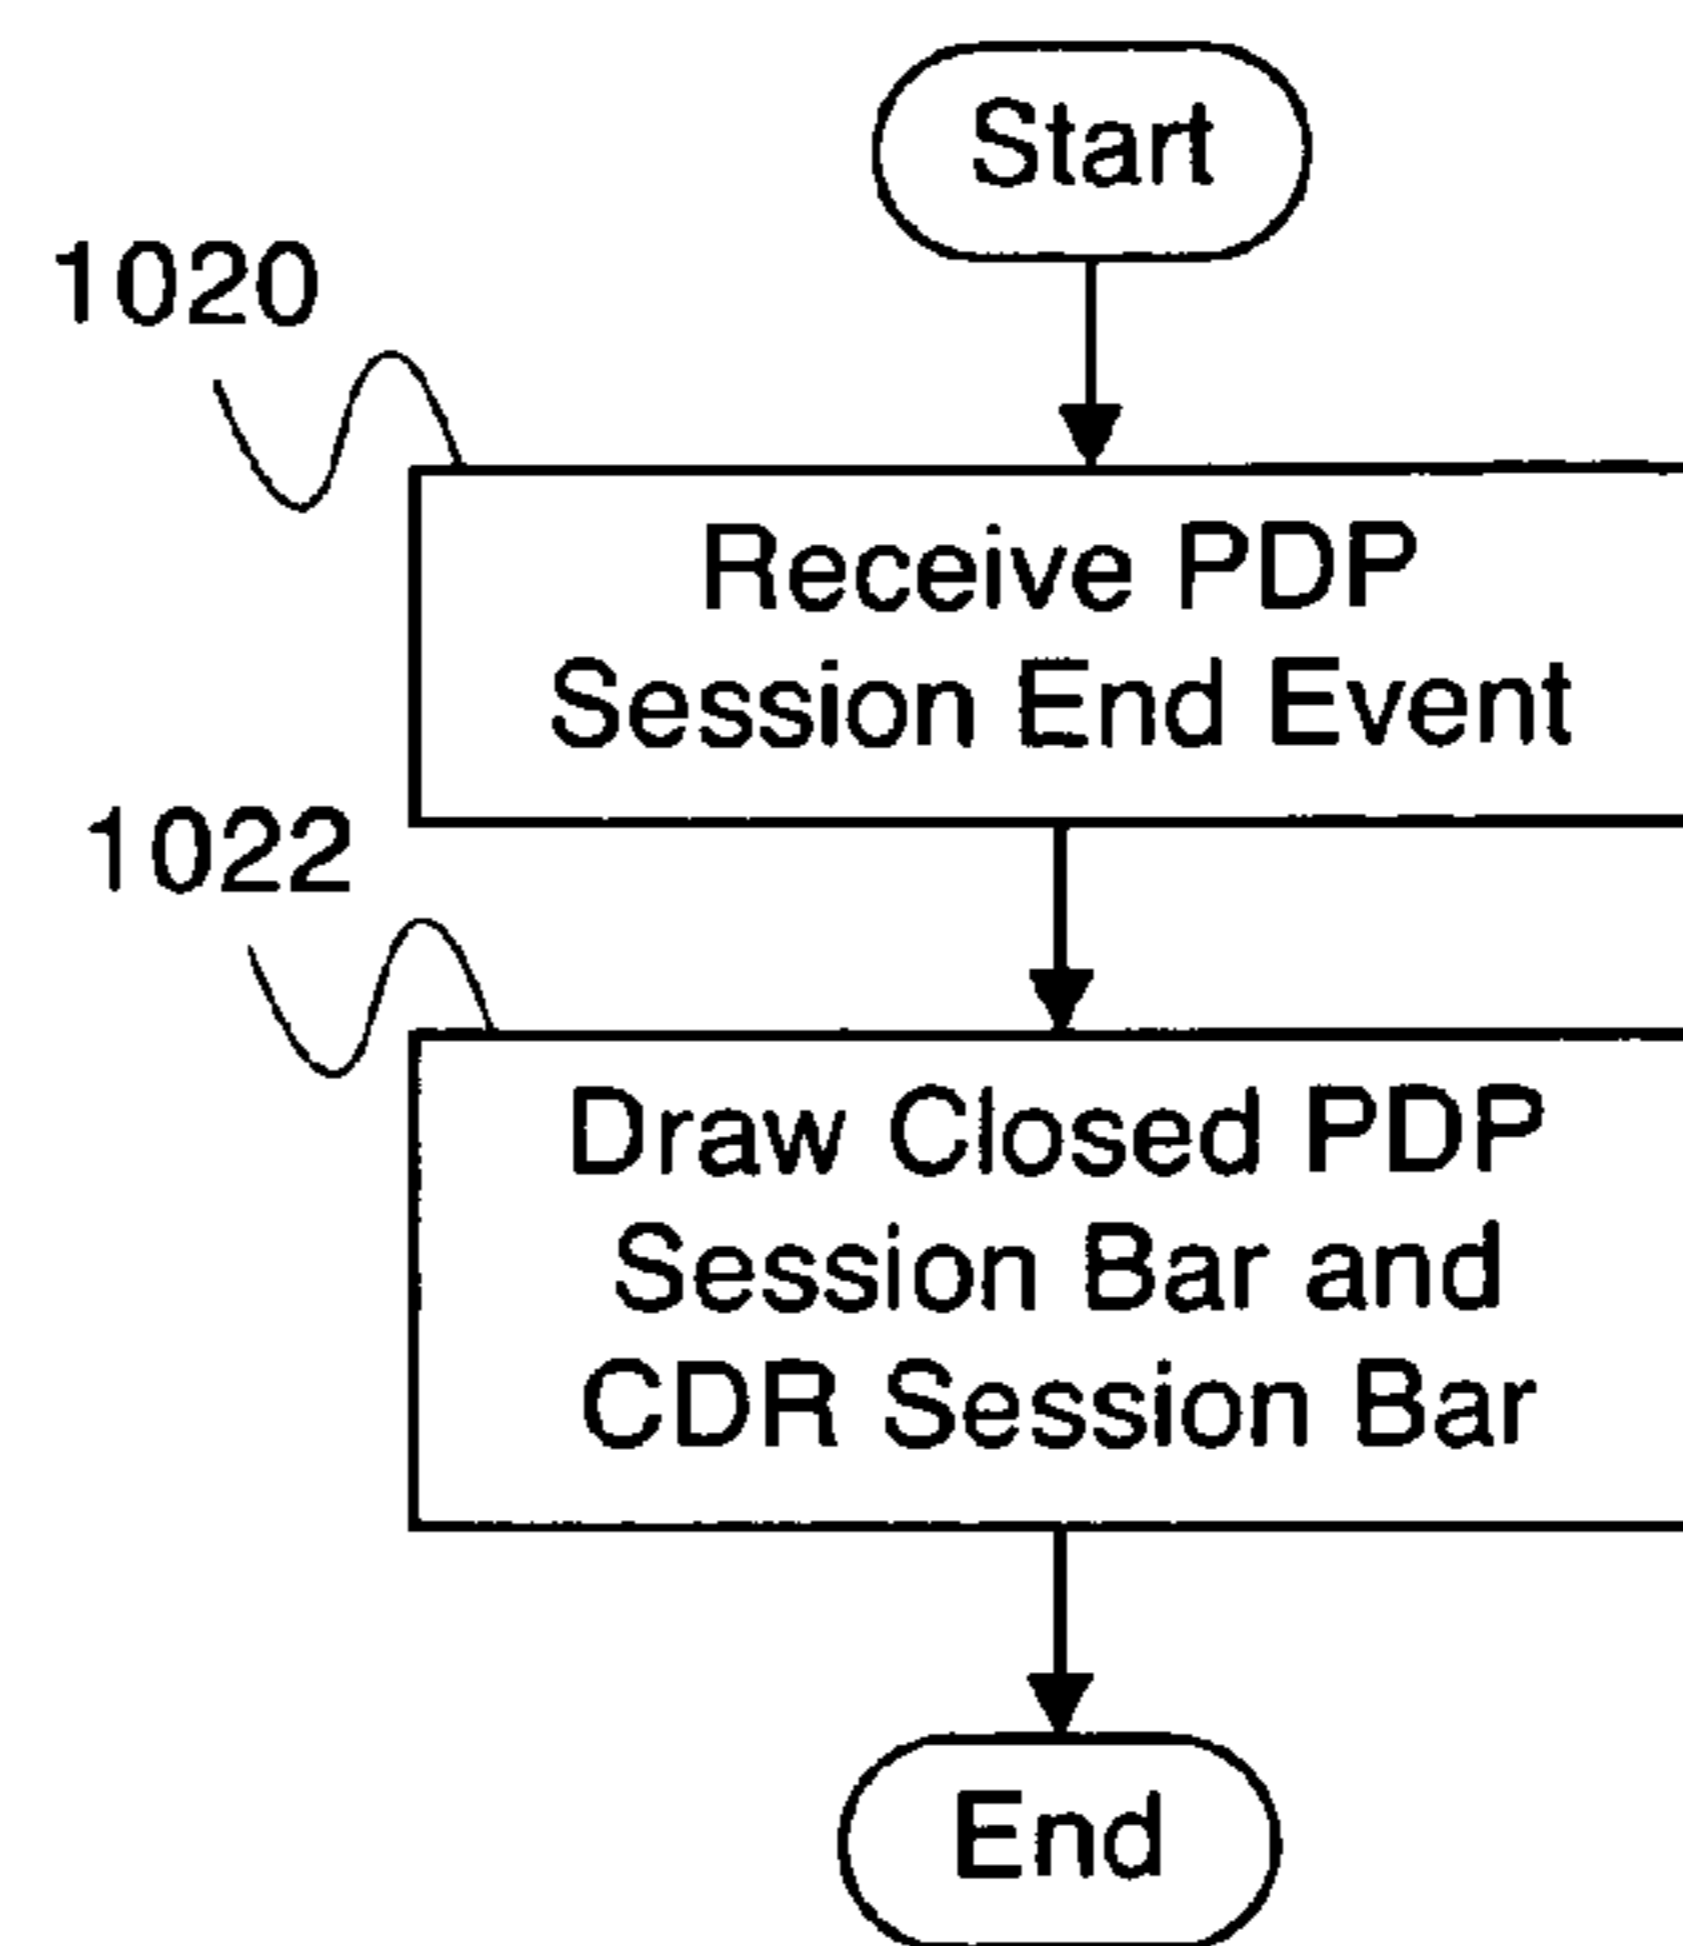 Start
1020
Receive PDP
Session End Event
1022
Draw Closed PDP
Session Bar and
CDR Session Bar
End